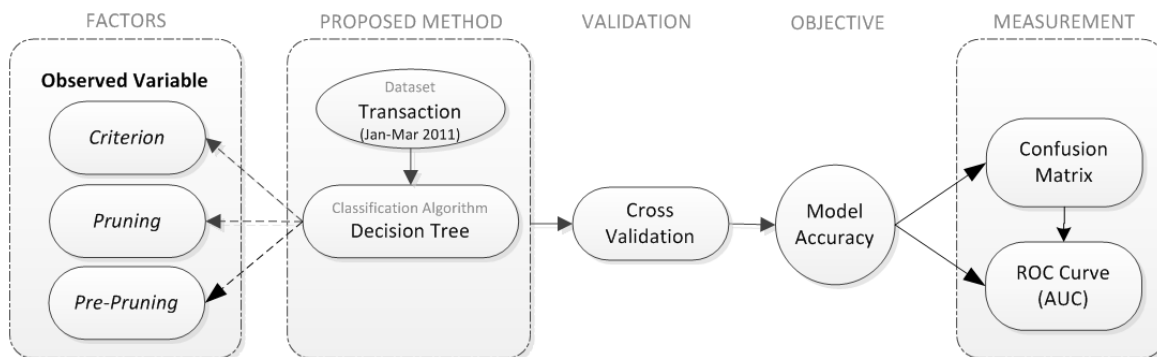 FACTORS
PROPOSED METHOD
VALIDATION
OBJECTIVE
MEASUREMENT
Observed Variable
Criterion
Pruning
Pre-Pruning
Dataset
Transaction
(Jan-Mar 2011)
Classification Algorithm
Decision Tree
Cross
Validation
Model
Accuracy
Confusion
Matrix
ROC Curve
(AUC)